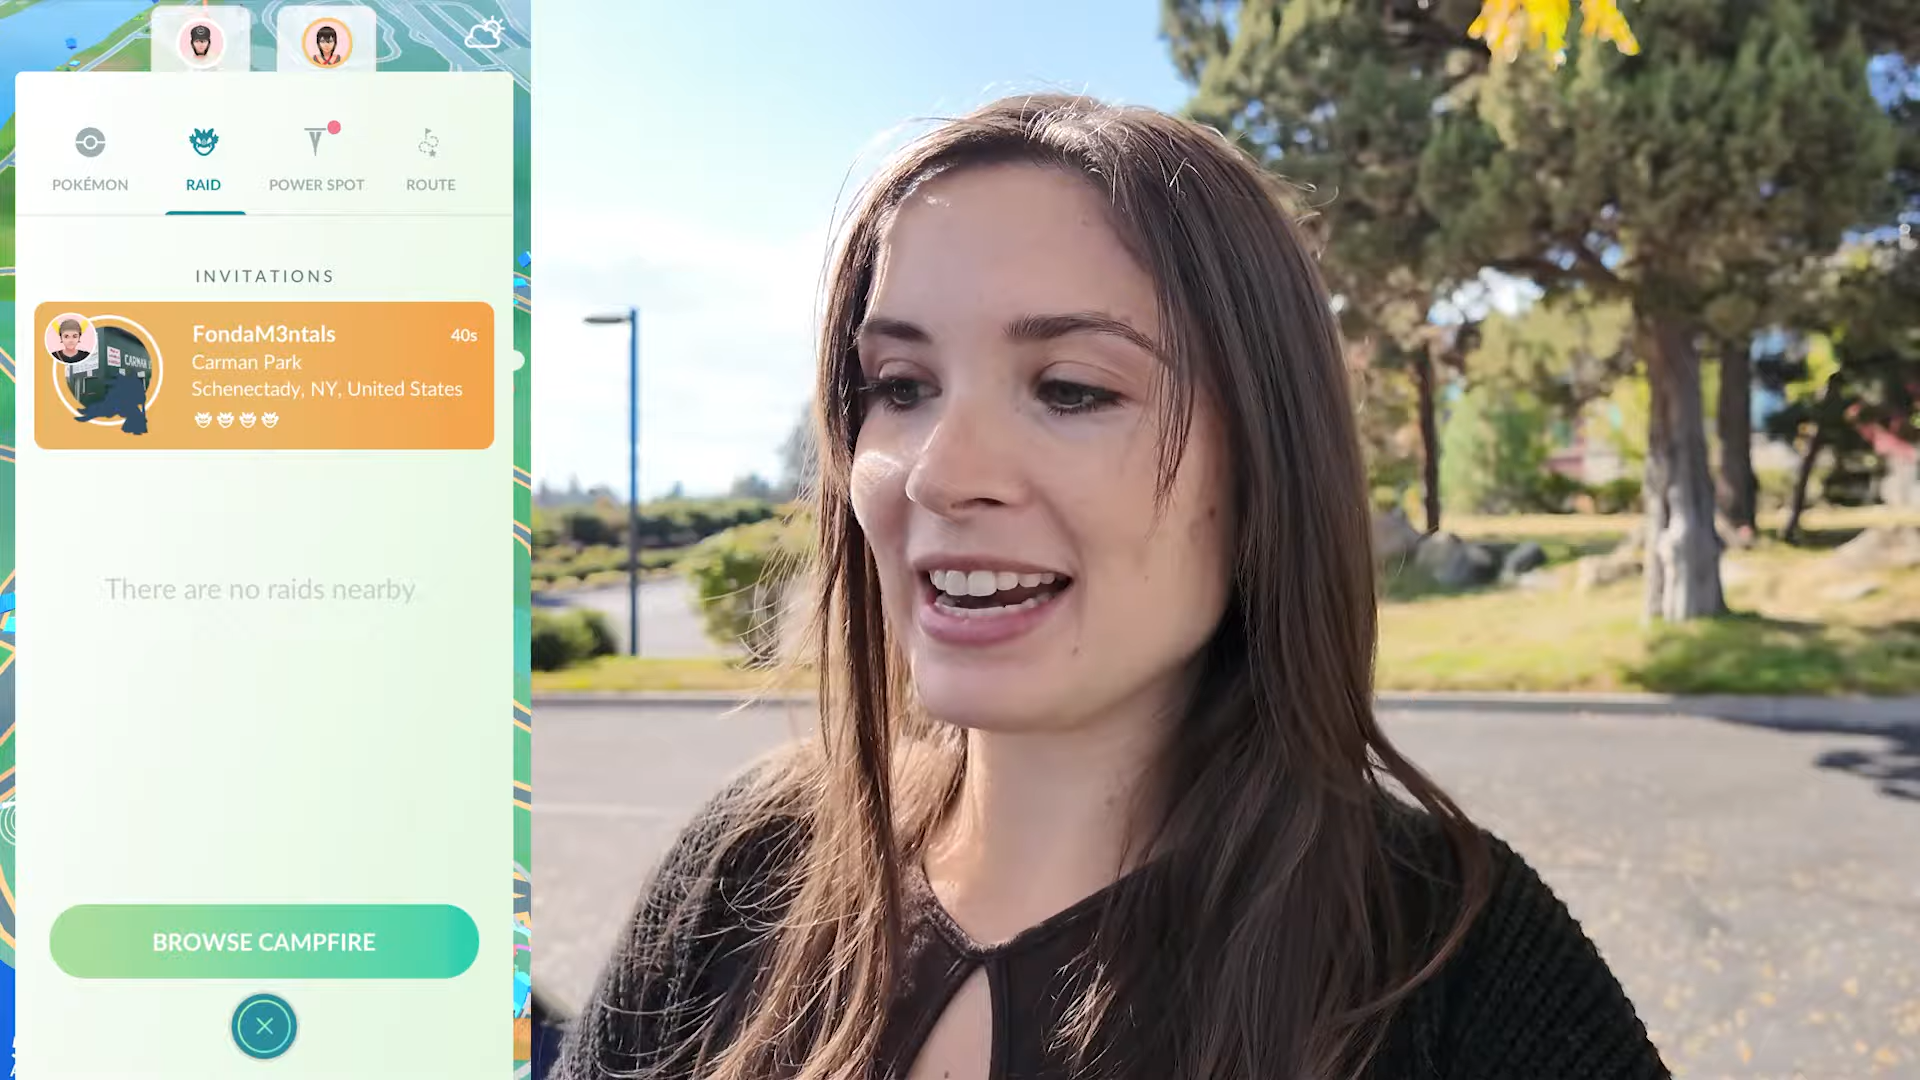 POKÉMON
RAID
POWER SPOT
ROUTE
INVITATIONS
FondaM3ntals
40s
Carman Park
Schenectady, NY, United States
CARMAN
There are no raids nearby
BROWSE CAMPFIRE